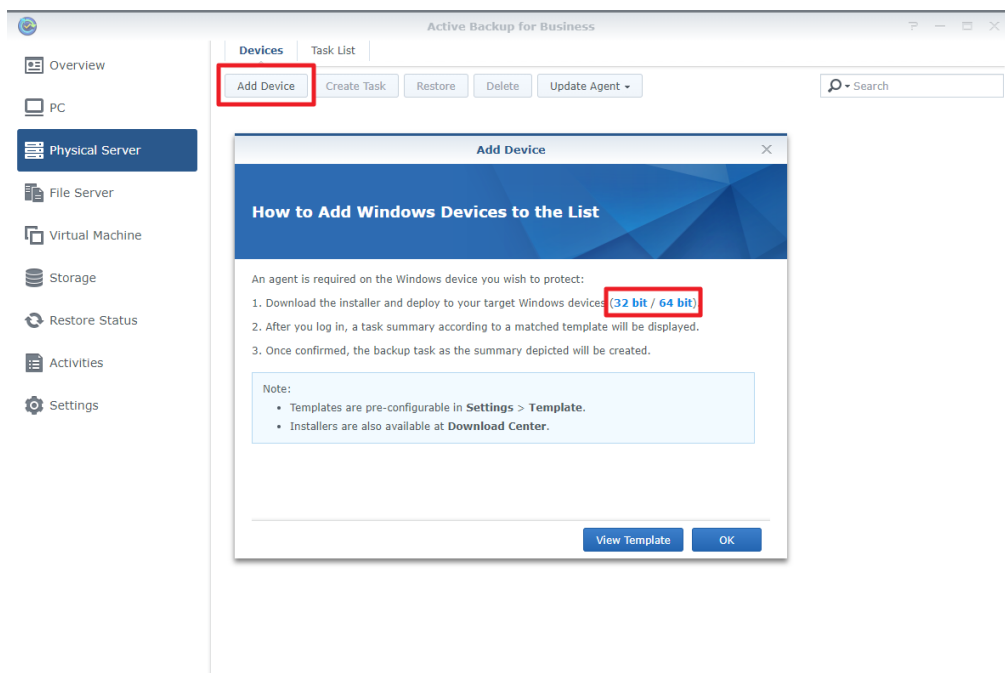 Active Backup for Business
Overview
PC
Physical Server
File Server
Virtual Machine
Storage
Restore Status
Activities
Settings
Devices Task List
Add Device Create Task Restore Delete Update Agent Search
Add Device
How to Add Windows Devices to the List
An agent is required on the Windows device you wish to protect:
1. Download the installer and deploy to your target Windows devices (32 bit / 64 bit)
2. After you log in, a task summary according to a matched template will be displayed.
3. Once confirmed, the backup task as the summary depicted will be created.
Note:
• Templates are pre-configurable in Settings > Template.
• Installers are also available at Download Center.
View Template OK